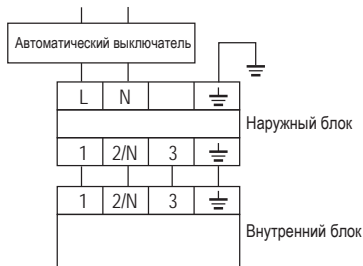 Автоматический выключатель
L N
Наружный блок
1 2/N 3
1 2/N 3
Внутренний блок